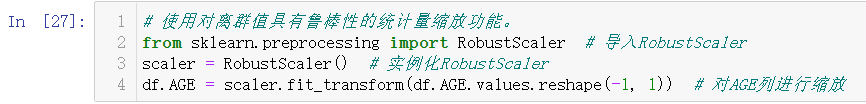 In [27]:
1 # 使用对离群值具有鲁棒性的统计量缩放功能。
2 from sklearn.preprocessing import RobustScaler # 导入RobustScaler
3 scaler = RobustScaler() # 实例化RobustScaler
4 df.AGE = scaler.fit_transform(df.AGE.values.reshape(-1, 1)) # 对AGE列进行缩放